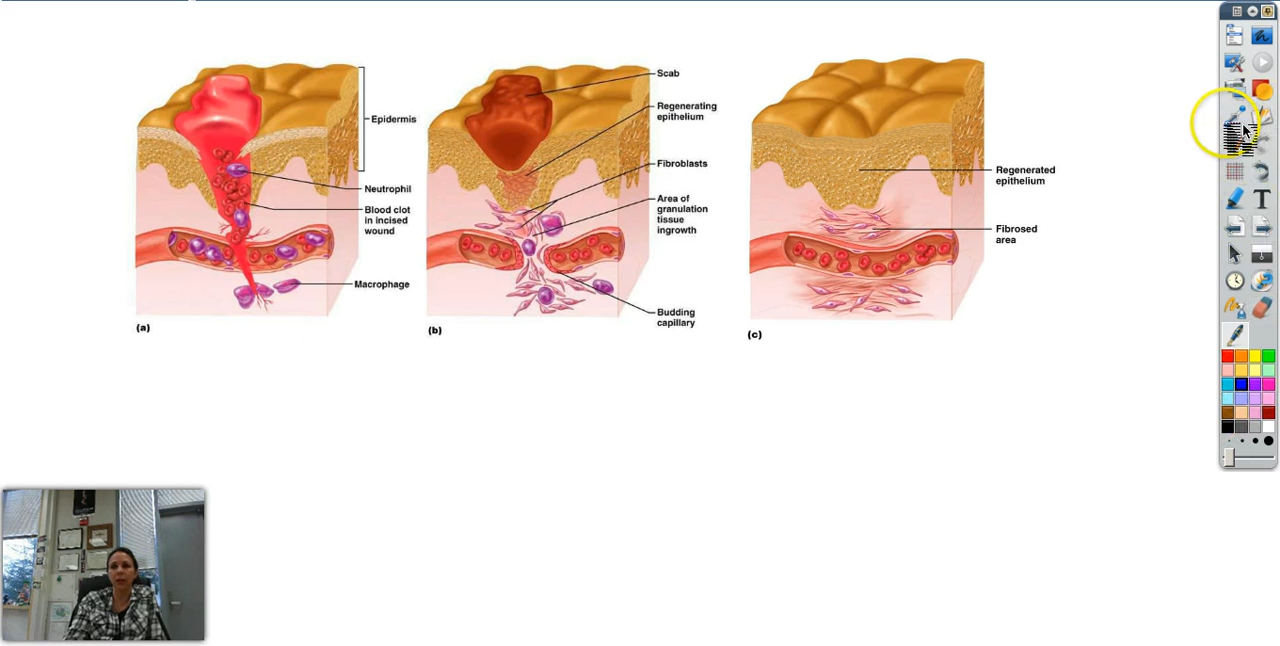 Epidermis
Neutrophil
Blood clot
in incised
wound
Macrophage
(a)
Scab
Regenerating
epithelium
Fibroblasts
Area of
granulation
tissue
ingrowth
Budding
capillary
(b)
Regenerated
epithelium
Fibrosed
area
(c)
T